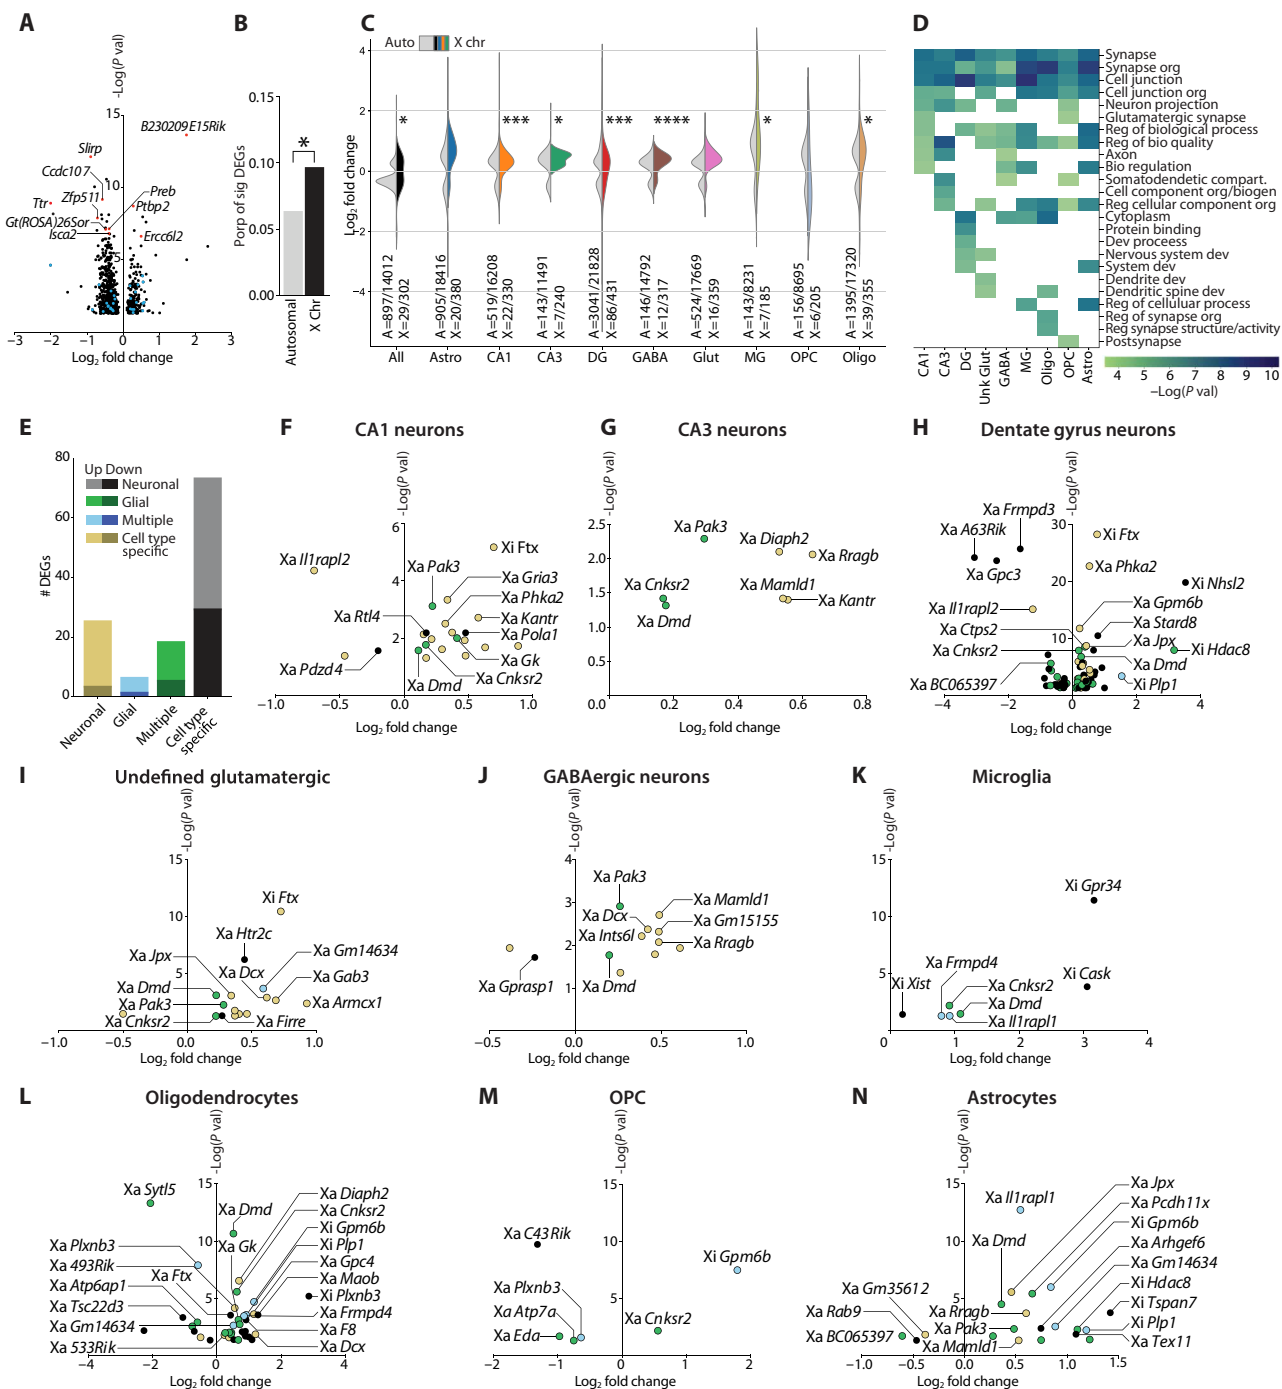 A
−Log(P val)
15
10
5
B230209E15Rik
Slirp
Ccdc107
Zfp511
Preb
Ttr
Ptbp2
Gt(ROSA)26Sor
Isca2
Ercc6l2
−3 −2 −1 0 1 2 3
Log2 fold change
B
Porp of sig DEGs
0.15
0.10
0.05
0.00
*
Autosomal
X Chr
C
Auto X chr
Log2 fold change
4
2
0
−2
−4
* *** * *** **** * *
A=897/14012
X=29/302
A=905/18416
X=20/380
A=519/16208
X=22/330
A=143/11491
X=7/240
A=3041/21828
X=86/431
A=146/14792
X=12/317
A=524/17669
X=16/359
A=143/8231
X=7/185
A=1556/8695
X=6/205
A=1395/17320
X=39/355
All Astro CA1 CA3 DG GABA Glut MG OPC Oligo
D
Synapse
Synapse org
Cell junction
Cell junction org
Neuron projection
Glutamatergic synapse
Reg of biological process
Reg of bio quality
Axon
Bio regulation
Somatodendetic compart.
Cell component org/biogen
Reg cellular component org
Cytoplasm
Protein binding
Dev proceess
Nervous system dev
System dev
Dendrite dev
Dendritic spine dev
Reg of celluluar process
Reg of synapse org
Reg synapse structure/activity
Postsynapse
CA1
CA3
DG
Unk Glut
GABA
MG
Oligo
OPC
Astro
4 5 6 7 8 9 10
−Log(P val)
E
# DEGs
80
60
40
20
0
Up Down
Neuronal
Glial
Multiple
Cell type
specific
Neuronal
Glial
Multiple
Cell type
specific
F
CA1 neurons
−Log(P val)
6
4
2
Xi Ftx
Xa Il1rapl2
Xa Pak3
Xa Gria3
Xa Phka2
Xa Rtl4
Xa Kantr
Xa Pola1
Xa Pdzd4
Xa Gk
Xa Cnksr2
Xa Dmd
−1.0 −0.5 0 0.5 1.0
Log2 fold change
G
CA3 neurons
−Log(P val)
2.5
2.0
1.5
1.0
0.5
0.0
Xa Pak3
Xa Diaph2
Xa Rragb
Xa Cnksr2
Xa Mamld1
Xa Kantr
Xa Dmd
0.2 0.4 0.6 0.8
Log2 fold change
H
Dentate gyrus neurons
−Log(P val)
30
20
10
Xa Frmpd3
Xa A63Rik
Xi Ftx
Xa Gpc3
Xa Phka2
Xi Nhsl2
Xa Il1rapl2
Xa Gpm6b
Xa Ctps2
Xa Stard8
Xa Cnksr2
Xa Jpx
Xi Hdac8
Xa Dmd
Xa BC065397
Xi Plp1
−4 −2 0 2 4
Log2 fold change
I
Undefined glutamatergic
−Log(P val)
15
10
5
Xi Ftx
Xa Htr2c
Xa Gm14634
Xa Jpx
Xa Dcx
Xa Gab3
Xa Dmd
Xa Armcx1
Xa Pak3
Xa Cnksr2
Xa Firre
−1.0 −0.5 0 0.5 1.0
Log2 fold change
J
GABAergic neurons
−Log(P val)
4
3
2
1
Xa Pak3
Xa Mamld1
Xa Dcx
Xa Gm15155
Xa Ints6l
Xa Rragb
Xa Gprasp1
Xa Dmd
−0.5 0 0.5 1.0
Log2 fold change
K
Microglia
−Log(P val)
15
10
5
Xi Gpr34
Xa Frmpd4
Xi Cask
Xi Xist
Xa Cnksr2
Xa Dmd
Xa Il1rapl1
0 1 2 3 4
Log2 fold change
L
Oligodendrocytes
−Log(P val)
15
10
5
Xa Sytl5
Xa Diaph2
Xa Dmd
Xa Cnksr2
Xi Gpm6b
Xa Plxnb3
Xa Gk
Xi Plp1
Xa 493Rik
Xa Gpc4
Xa Ftx
Xa Maob
Xa Atp6ap1
Xi Plxnb3
Xa Tsc22d3
Xa Frmpd4
Xa Gm14634
Xa F8
Xa 533Rik
Xa Dcx
−4 −2 0 2 4
Log2 fold change
M
OPC
−Log(P val)
15
10
5
0
Xa C43Rik
Xi Gpm6b
Xa Plxnb3
Xa Atp7a
Xa Cnksr2
Xa Eda
−2 −1 0 1 2
Log2 fold change
N
Astrocytes
−Log(P val)
15
10
5
Xa Il1rapl1
Xa Jpx
Xa Pcdh11x
Xa Dmd
Xi Gpm6b
Xa Arhgef6
Xa Gm14634
Xa Gm35612
Xi Hdac8
Xa Rab9
Xa Rragb
Xi Tspan7
Xa BC065397
Xa Pak3
Xi Plp1
Xa Mamld1
Xa Tex11
−1.0 −0.5 0 0.5 1.0 1.5
Log2 fold change